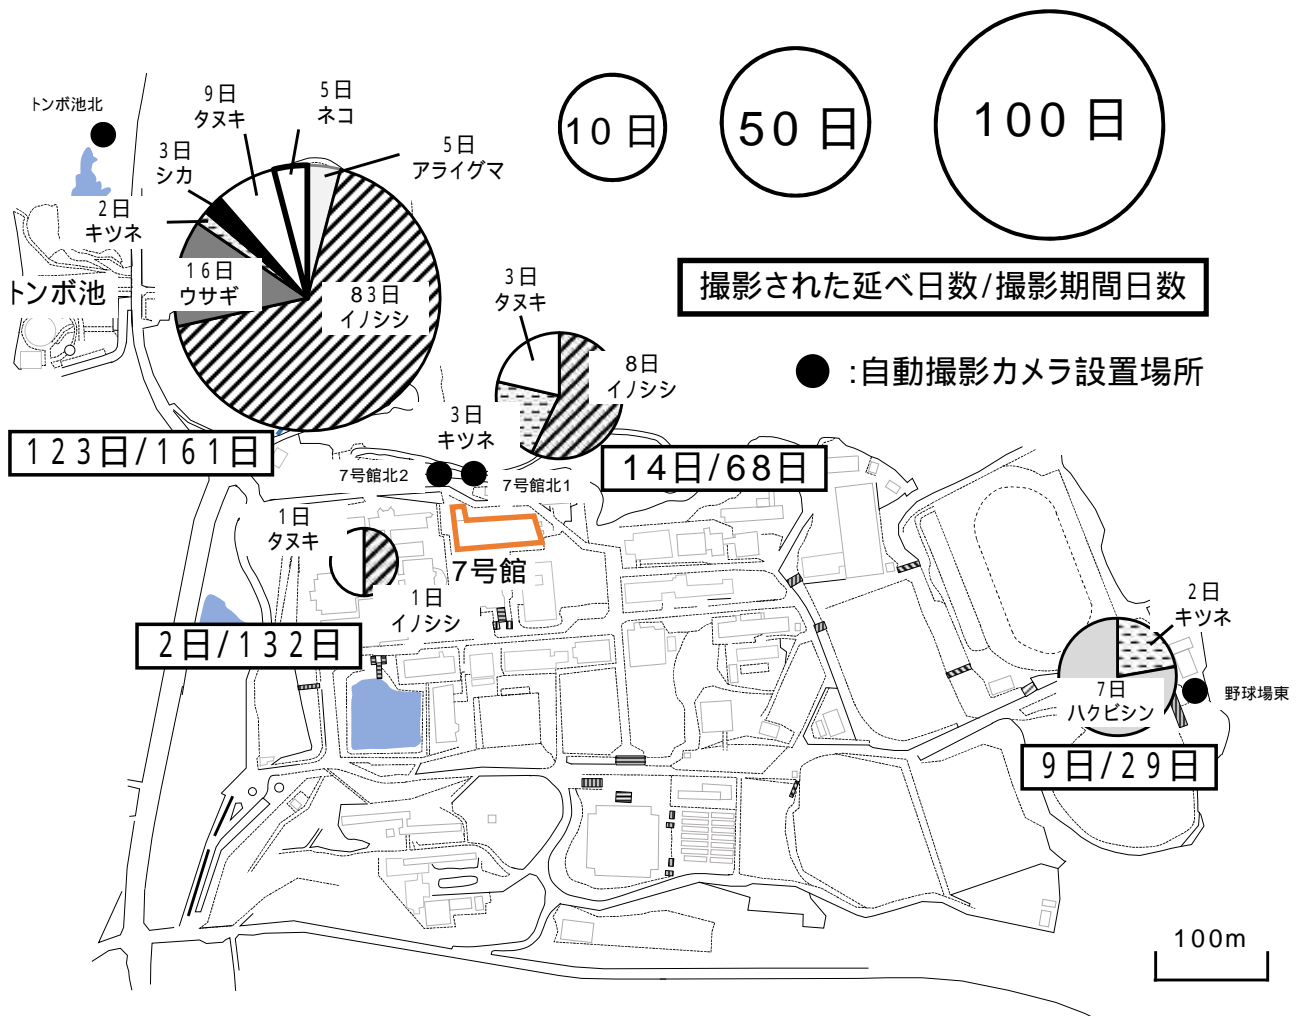 トンボ池北
9日
タヌキ
5日
ネコ
3日
シカ
5日
アライグマ
2日
キツネ
16日
ウサギ
83日
イノシシ
トンボ池
123日/161日
10日
50日
100日
撮影された延べ日数/撮影期間日数
●:自動撮影カメラ設置場所
3日
タヌキ
8日
イノシシ
3日
キツネ
14日/68日
7号館北2
7号館北1
7号館
1日
タヌキ
1日
イノシシ
2日/132日
2日
キツネ
7日
ハクビシン
野球場東
9日/29日
100m